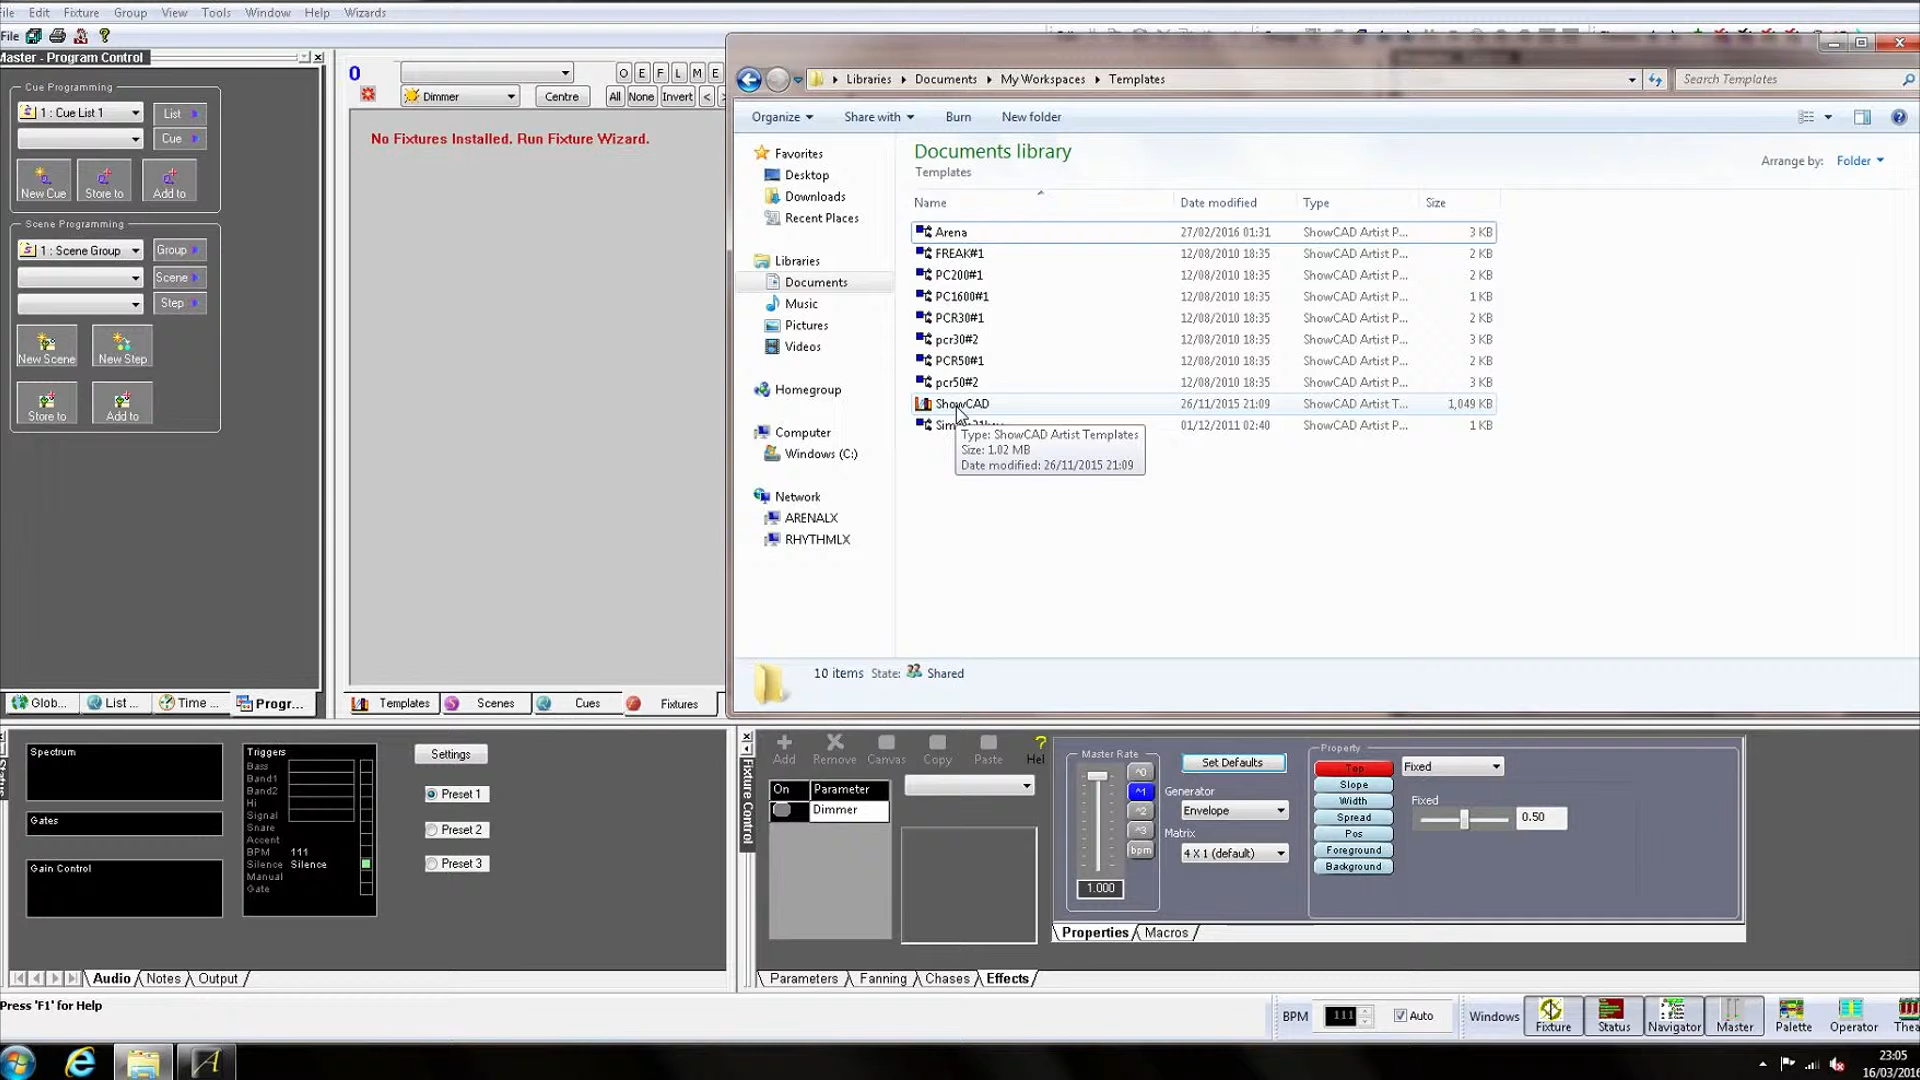 File Edit Fixture Group View Tools Window Help Wizards
File
Master - Program Control
Cue Programming
1 : Cue List 1
List
Cue
New Cue
Store to
Add to
Scene Programming
1 : Scene Group
Group
Scene
Step
New Scene
New Step
Store to
Add to
Glob...
List ...
Time ...
Progr...
0
O E F L M E
Dimmer
Centre
All None Invert <
No Fixtures Installed. Run Fixture Wizard.
Templates
Scenes
Cues
Fixtures
Libraries Documents My Workspaces Templates
Search Templates
Organize
Share with
Burn
New folder
Favorites
Desktop
Downloads
Recent Places
Libraries
Documents
Music
Pictures
Videos
Homegroup
Computer
Windows (C:)
Network
ARENALX
RHYTHMLX
Documents library
Templates
Arrange by: Folder
Name Date modified Type Size
Arena 27/02/2016 01:31 ShowCAD Artist P... 3 KB
FREAK#1 12/08/2010 18:35 ShowCAD Artist P... 2 KB
PC200#1 12/08/2010 18:35 ShowCAD Artist P... 2 KB
PC1600#1 12/08/2010 18:35 ShowCAD Artist P... 1 KB
PCR30#1 12/08/2010 18:35 ShowCAD Artist P... 2 KB
pcr30#2 12/08/2010 18:35 ShowCAD Artist P... 3 KB
PCR50#1 12/08/2010 18:35 ShowCAD Artist P... 2 KB
pcr50#2 12/08/2010 18:35 ShowCAD Artist P... 3 KB
ShowCAD 26/11/2015 21:09 ShowCAD Artist T... 1,049 KB
01/12/2011 02:40 ShowCAD Artist P... 1 KB
Type: ShowCAD Artist Templates
Size: 1.02 MB
Date modified: 26/11/2015 21:09
10 items State: Shared
Spectrum
Gates
Gain Control
Triggers
Bass
Band1
Band2
Hi
Signal
Snare
Accent
BPM 111
Silence Silence
Manual
Gate
Settings
Preset 1
Preset 2
Preset 3
Audio Notes Output
Fixture Control
Add Remove Canvas Copy Paste Hel
On Parameter
Dimmer
Master Rate
^0
^1
^2
^3
bpm
1.000
Set Defaults
Generator
Envelope
Matrix
4 X 1 (default)
Property
Top
Slope
Width
Spread
Pos
Foreground
Background
Fixed
Fixed
0.50
Properties Macros
Parameters Fanning Chases Effects
Press 'F1' for Help
BPM 111 Auto
Windows
Fixture Status Navigator Master Palette Operator Thea
23:05
16/03/2016